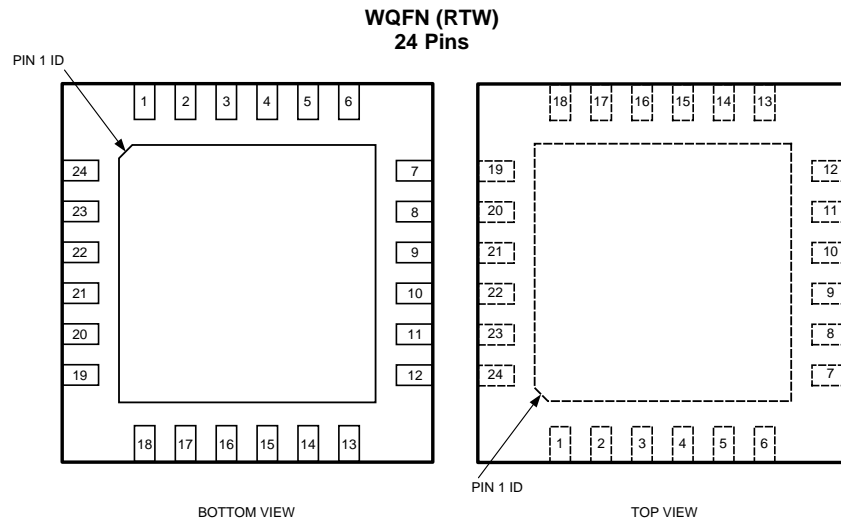 WQFN (RTW)
24 Pins
PIN 1 ID
1 2 3 4 5 6
24 7
23 8
22 9
21 10
20 11
19 12
18 17 16 15 14 13
BOTTOM VIEW
18 17 16 15 14 13
19 12
20 11
21 10
22 9
23 8
24 7
1 2 3 4 5 6
PIN 1 ID
TOP VIEW